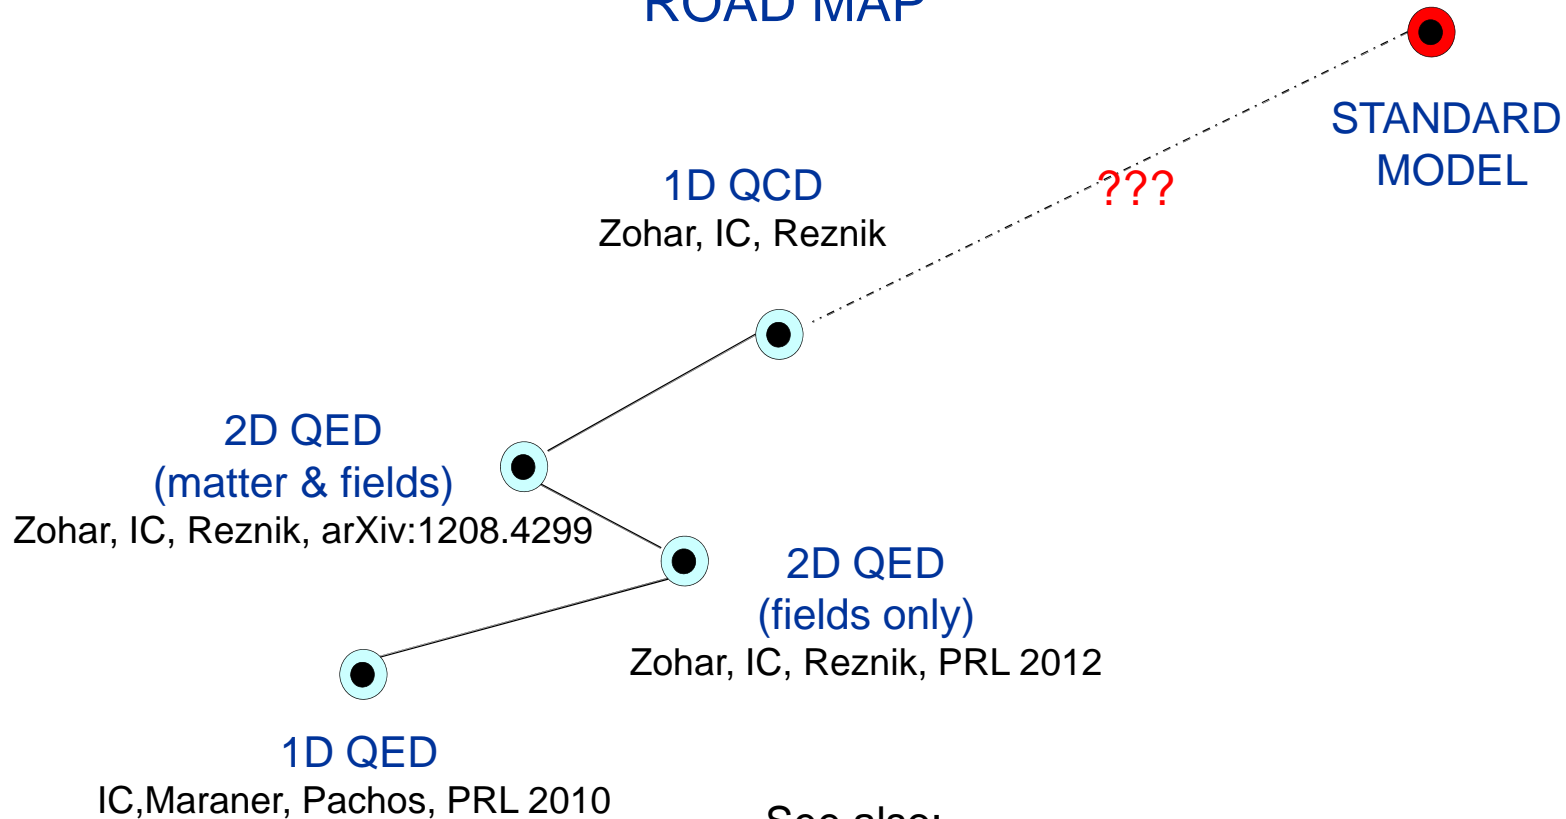 ROAD MAP
STANDARD
MODEL
???
1D QCD
Zohar, IC, Reznik
2D QED
(matter & fields)
Zohar, IC, Reznik, arXiv:1208.4299
2D QED
(fields only)
Zohar, IC, Reznik, PRL 2012
1D QED
IC,Maraner, Pachos, PRL 2010
See also: